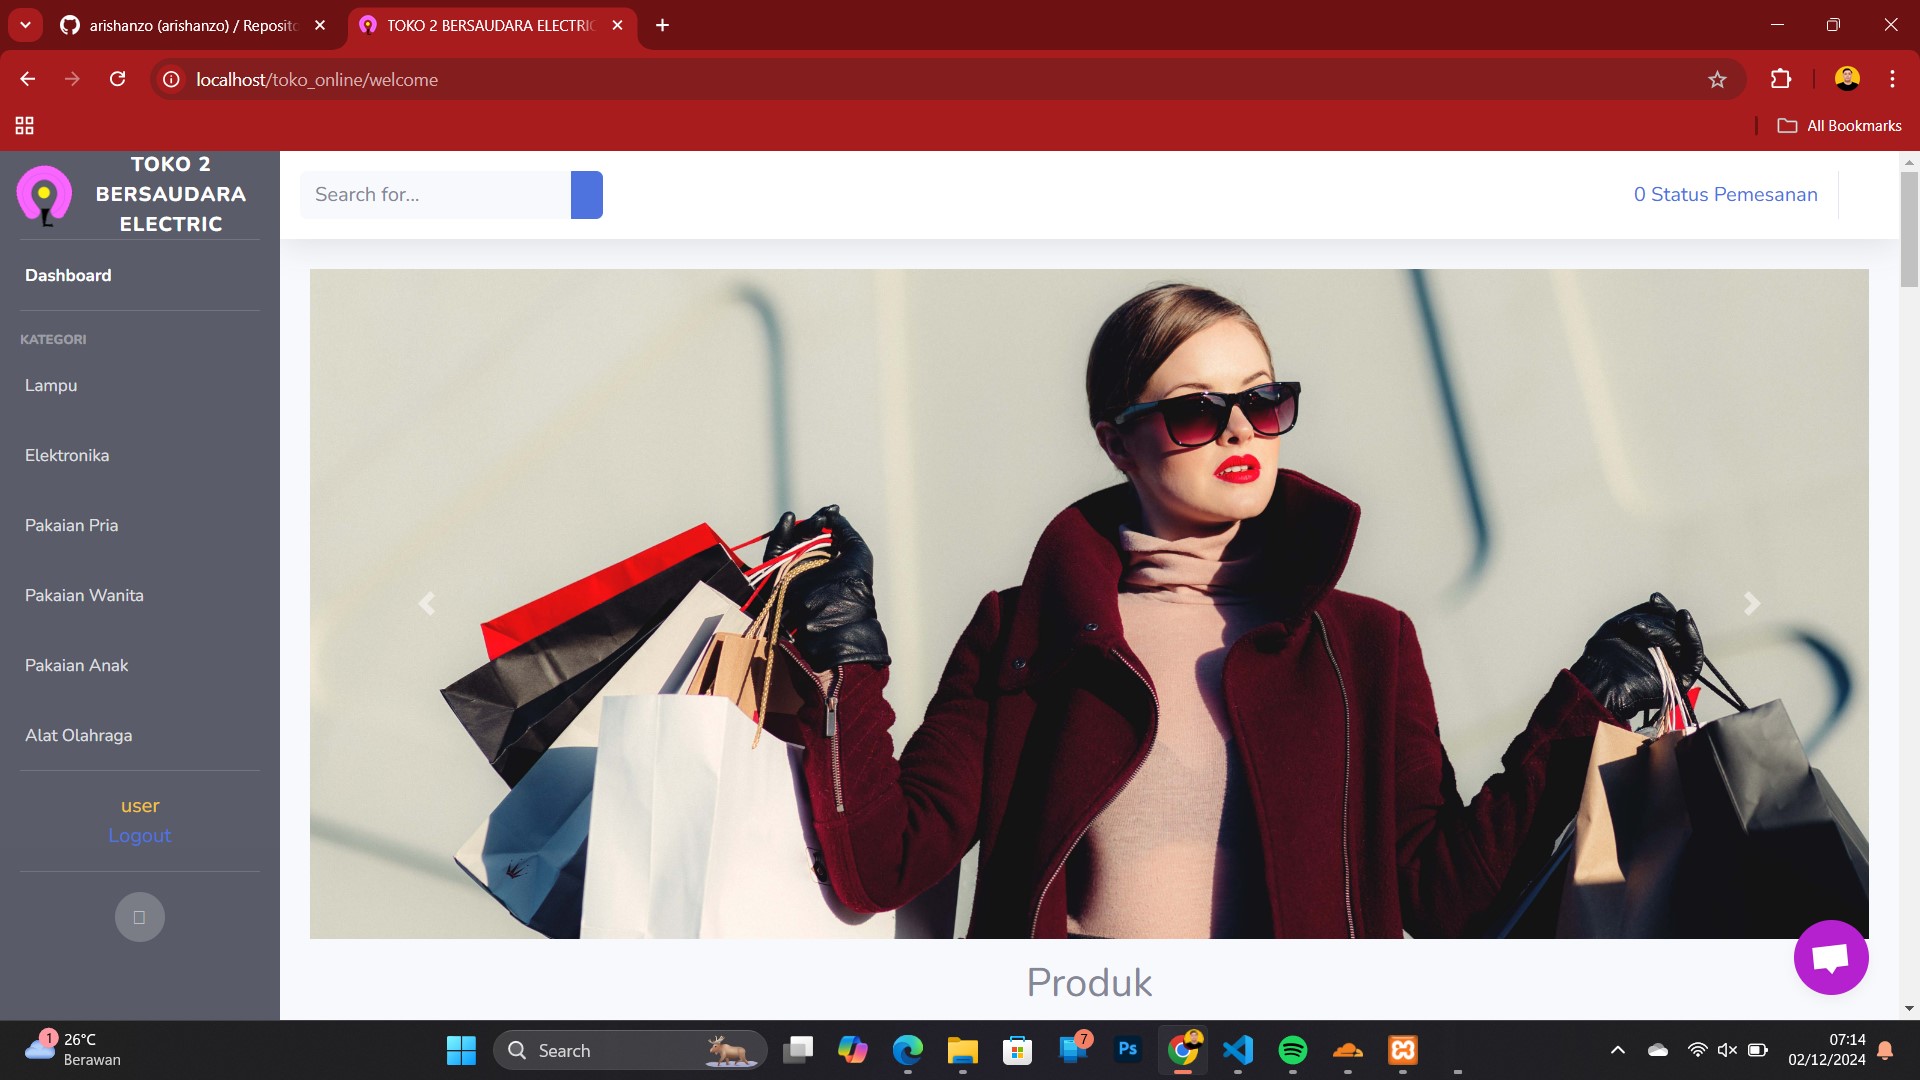 arishanzo (arishanzo) / Reposito
TOKO 2 BERSAUDARA ELECTRIC
localhost/toko_online/welcome
All Bookmarks
TOKO 2
BERSAUDARA
ELECTRIC
Search for...
0 Status Pemesanan
Dashboard
KATEGORI
Lampu
Elektronika
Pakaian Pria
Pakaian Wanita
Pakaian Anak
Alat Olahraga
user
Logout
Produk
1
26°C
Berawan
Search
7
Ps
07:14
02/12/2024